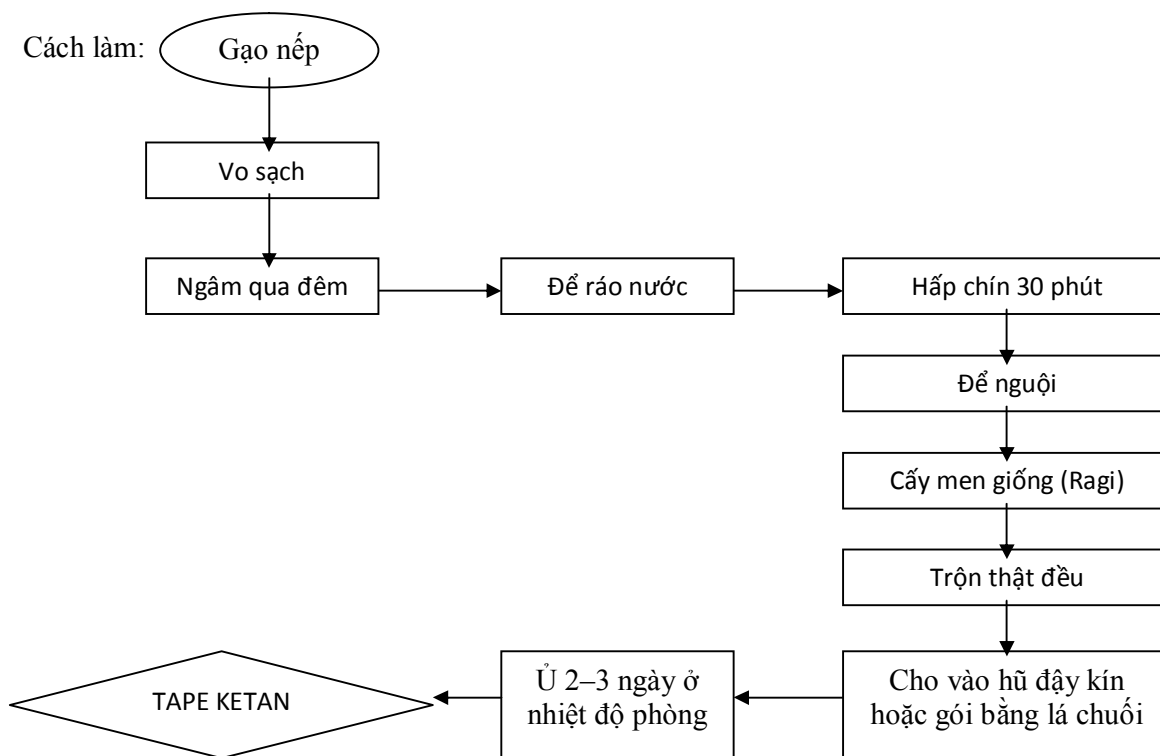 Cách làm:
Gạo nếp
Vo sạch
Ngâm qua đêm
Để ráo nước
Hấp chín 30 phút
Để nguội
Cấy men giống (Ragi)
Trộn thật đều
Cho vào hũ đậy kín
hoặc gói bằng lá chuối
Ủ 2–3 ngày ở
nhiệt độ phòng
TAPE KETAN